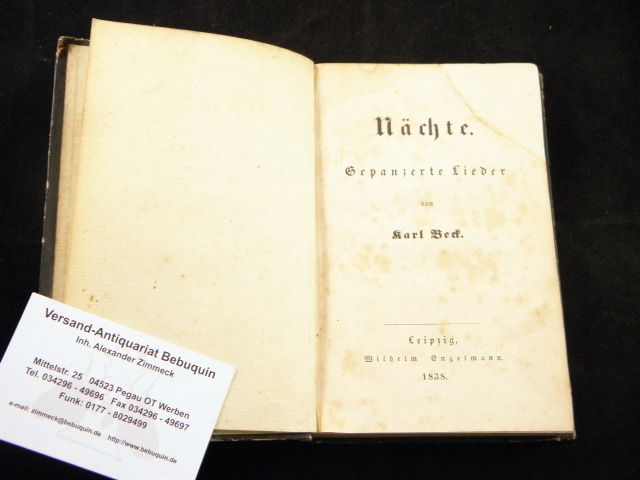 Nächte.
Gepanzerte Lieder
von
Karl Beck.
Leipzig,
Wilhelm Engelmann.
1838.
Versand-Antiquariat Bebuquin
Inh. Alexander Zimmeck
Mittelstr. 25 04523 Pegau OT Werben
Tel. 034296 - 49696 Fax 034296 - 49697
Funk: 0177 - 8029499
e-mail: zimmeck@bebuquin.de http://www.bebuquin.de